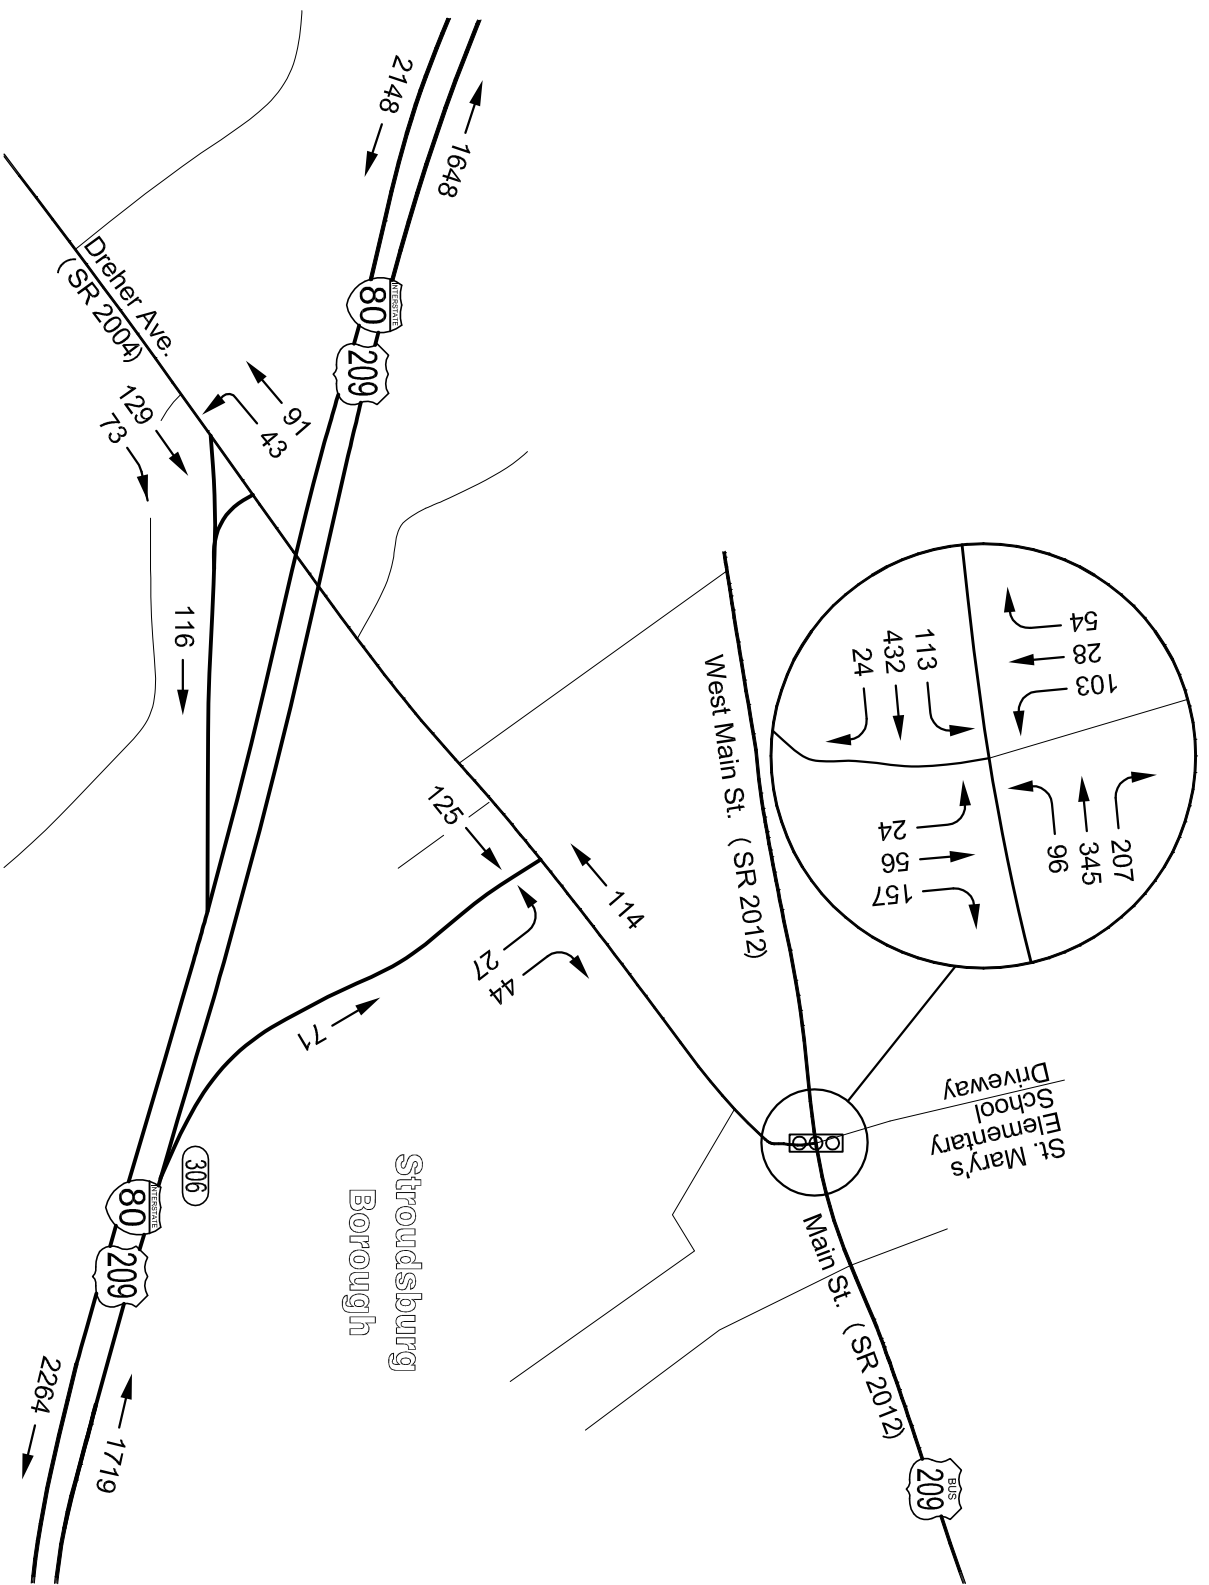 2148
1648
INTERSTATE
80
209
Dreher Ave.
( SR 2004)
91
43
129
73
116
125
114
27
44
71
West Main St. ( SR 2012)
54
28
103
113
432
24
24
56
157
207
345
96
St. Mary's
Elementary
School
Driveway
Main St. ( SR 2012)
BUS
209
Stroudsburg
Borough
306
INTERSTATE
80
209
2264
1719